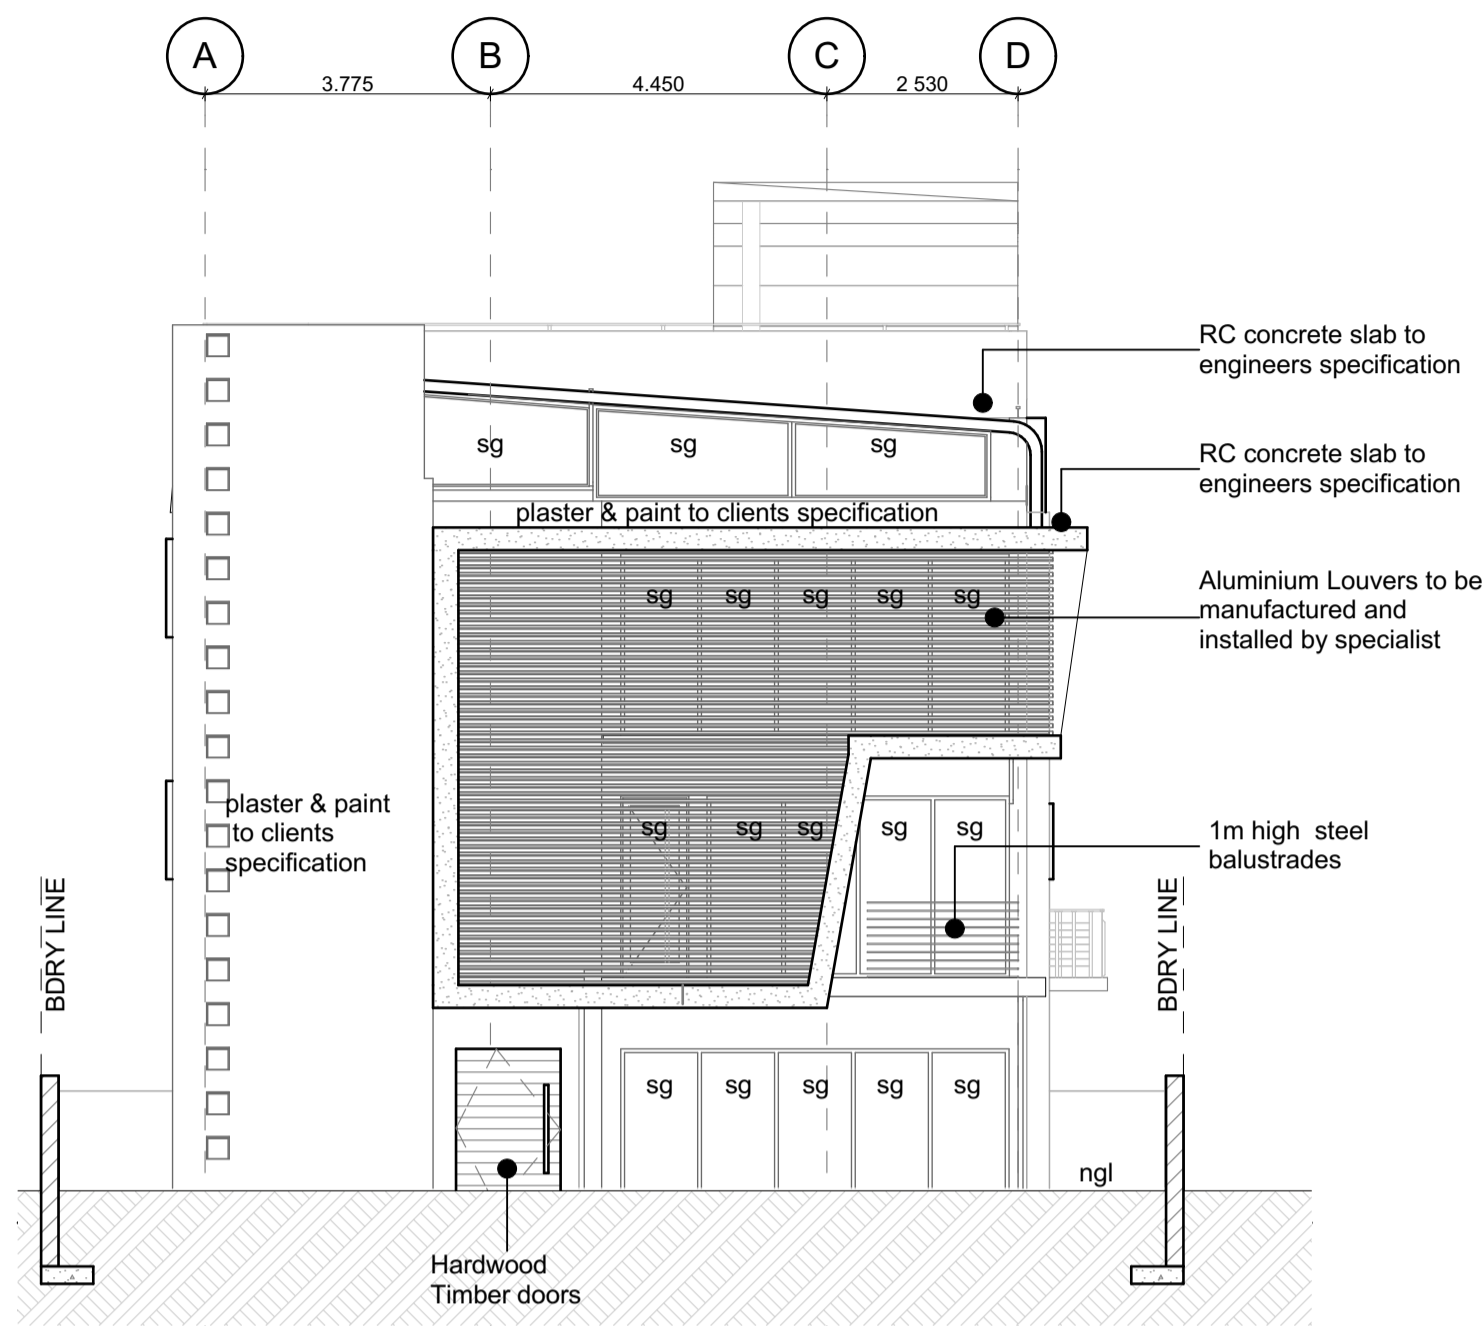 A B C D
3.775 4.450 2 530
RC concrete slab to
engineers specification
sg sg sg
RC concrete slab to
engineers specification
plaster & paint to clients specification
Aluminium Louvers to be
manufactured and
installed by specialist
sg sg sg sg sg
plaster & paint
to clients
specification
sg sg sg sg sg
1m high steel
balustrades
BDRY LINE
BDRY LINE
sg sg sg sg sg
ngl
Hardwood
Timber doors